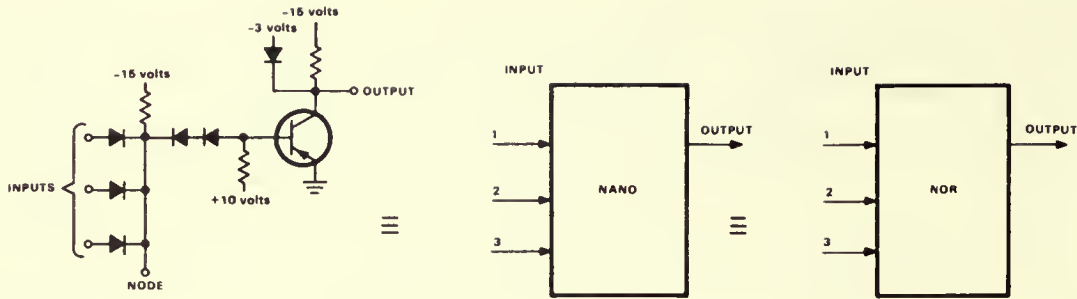 -15 volts
-3 volts
-15 volts
OUTPUT
INPUTS
+10 volts
NODE
≡
INPUT
1
2
3
NANO
OUTPUT
≡
INPUT
1
2
3
NOR
OUTPUT